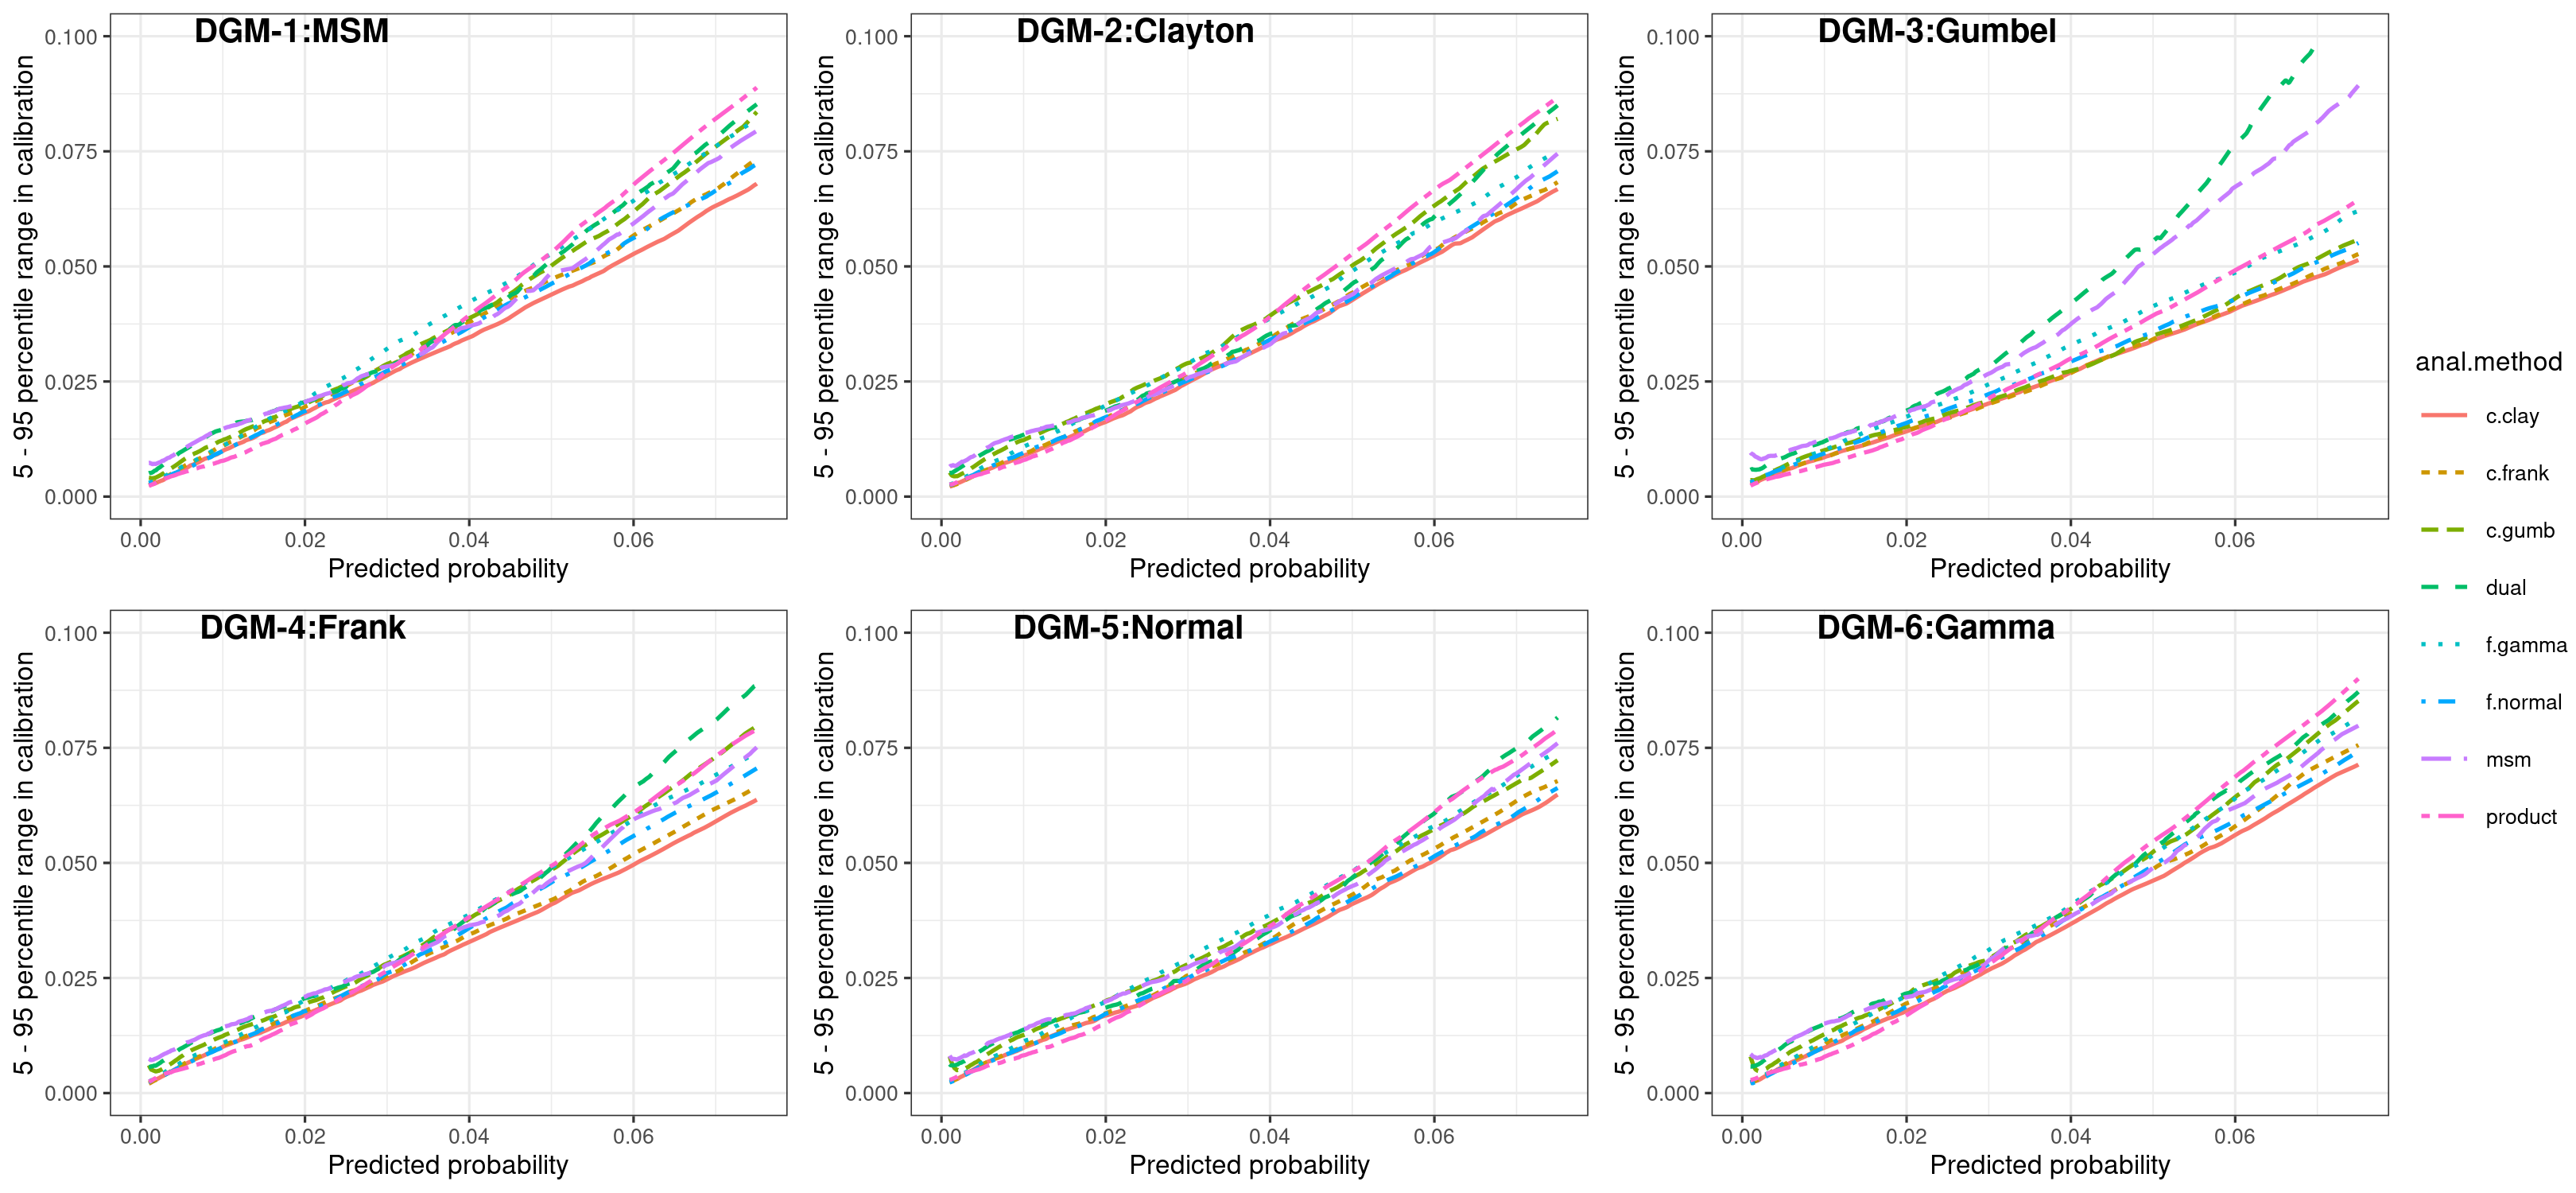 DGM-1:MSM
5 - 95 percentile range in calibration
0.100
0.075
0.050
0.025
0.000
0.00 0.02 0.04 0.06
Predicted probability
DGM-2:Clayton
5 - 95 percentile range in calibration
0.100
0.075
0.050
0.025
0.000
0.00 0.02 0.04 0.06
Predicted probability
DGM-3:Gumbel
5 - 95 percentile range in calibration
0.100
0.075
0.050
0.025
0.000
0.00 0.02 0.04 0.06
Predicted probability
DGM-4:Frank
5 - 95 percentile range in calibration
0.100
0.075
0.050
0.025
0.000
0.00 0.02 0.04 0.06
Predicted probability
DGM-5:Normal
5 - 95 percentile range in calibration
0.100
0.075
0.050
0.025
0.000
0.00 0.02 0.04 0.06
Predicted probability
DGM-6:Gamma
5 - 95 percentile range in calibration
0.100
0.075
0.050
0.025
0.000
0.00 0.02 0.04 0.06
Predicted probability
anal.method
c.clay
c.frank
c.gumb
dual
f.gamma
f.normal
msm
product